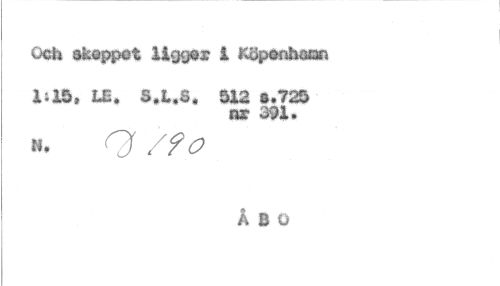 Och skeppet ligger i Köpenhamn
1:15, LE. S.L.S. 512 s.725
nr 391.
N. D 190
Å B O